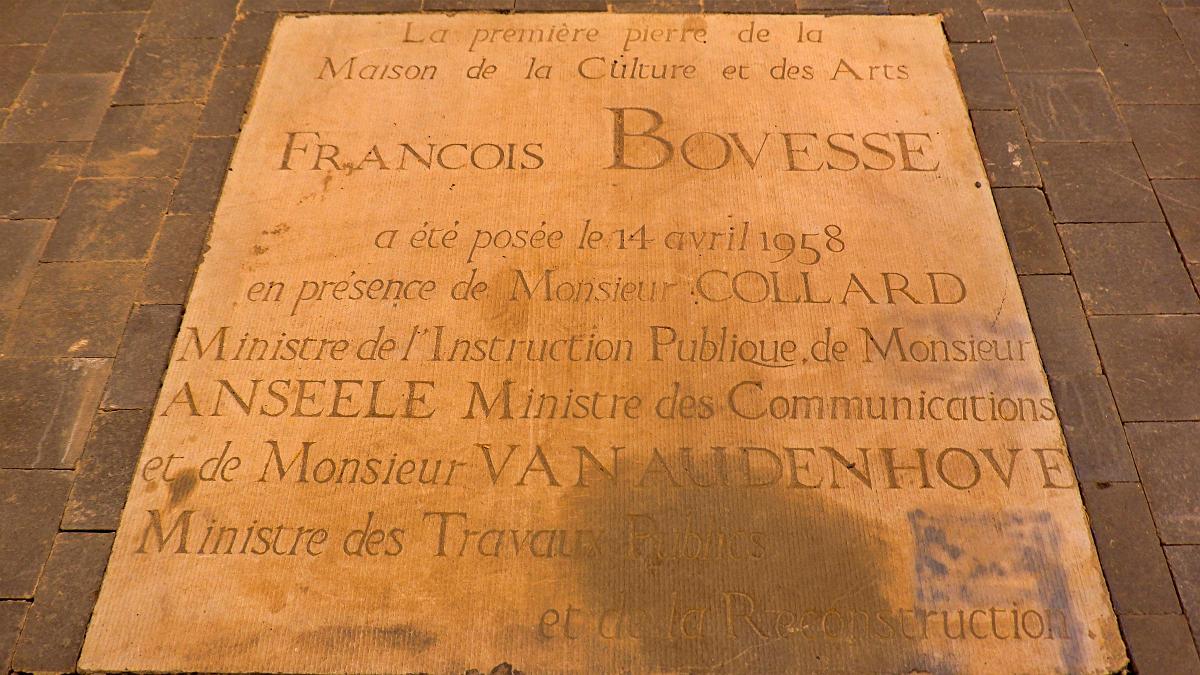 La première pierre de la
Maison de la Culture et des Arts
FRANCOIS BOVESSE
a été posée le 14 avril 1958
en présence de Monsieur COLLARD
Ministre de l'Instruction Publique, de Monsieur
ANSEELE Ministre des Communications
et de Monsieur VAN AUDENHOVE
Ministre des Travaux Publics
et de la Reconstruction.